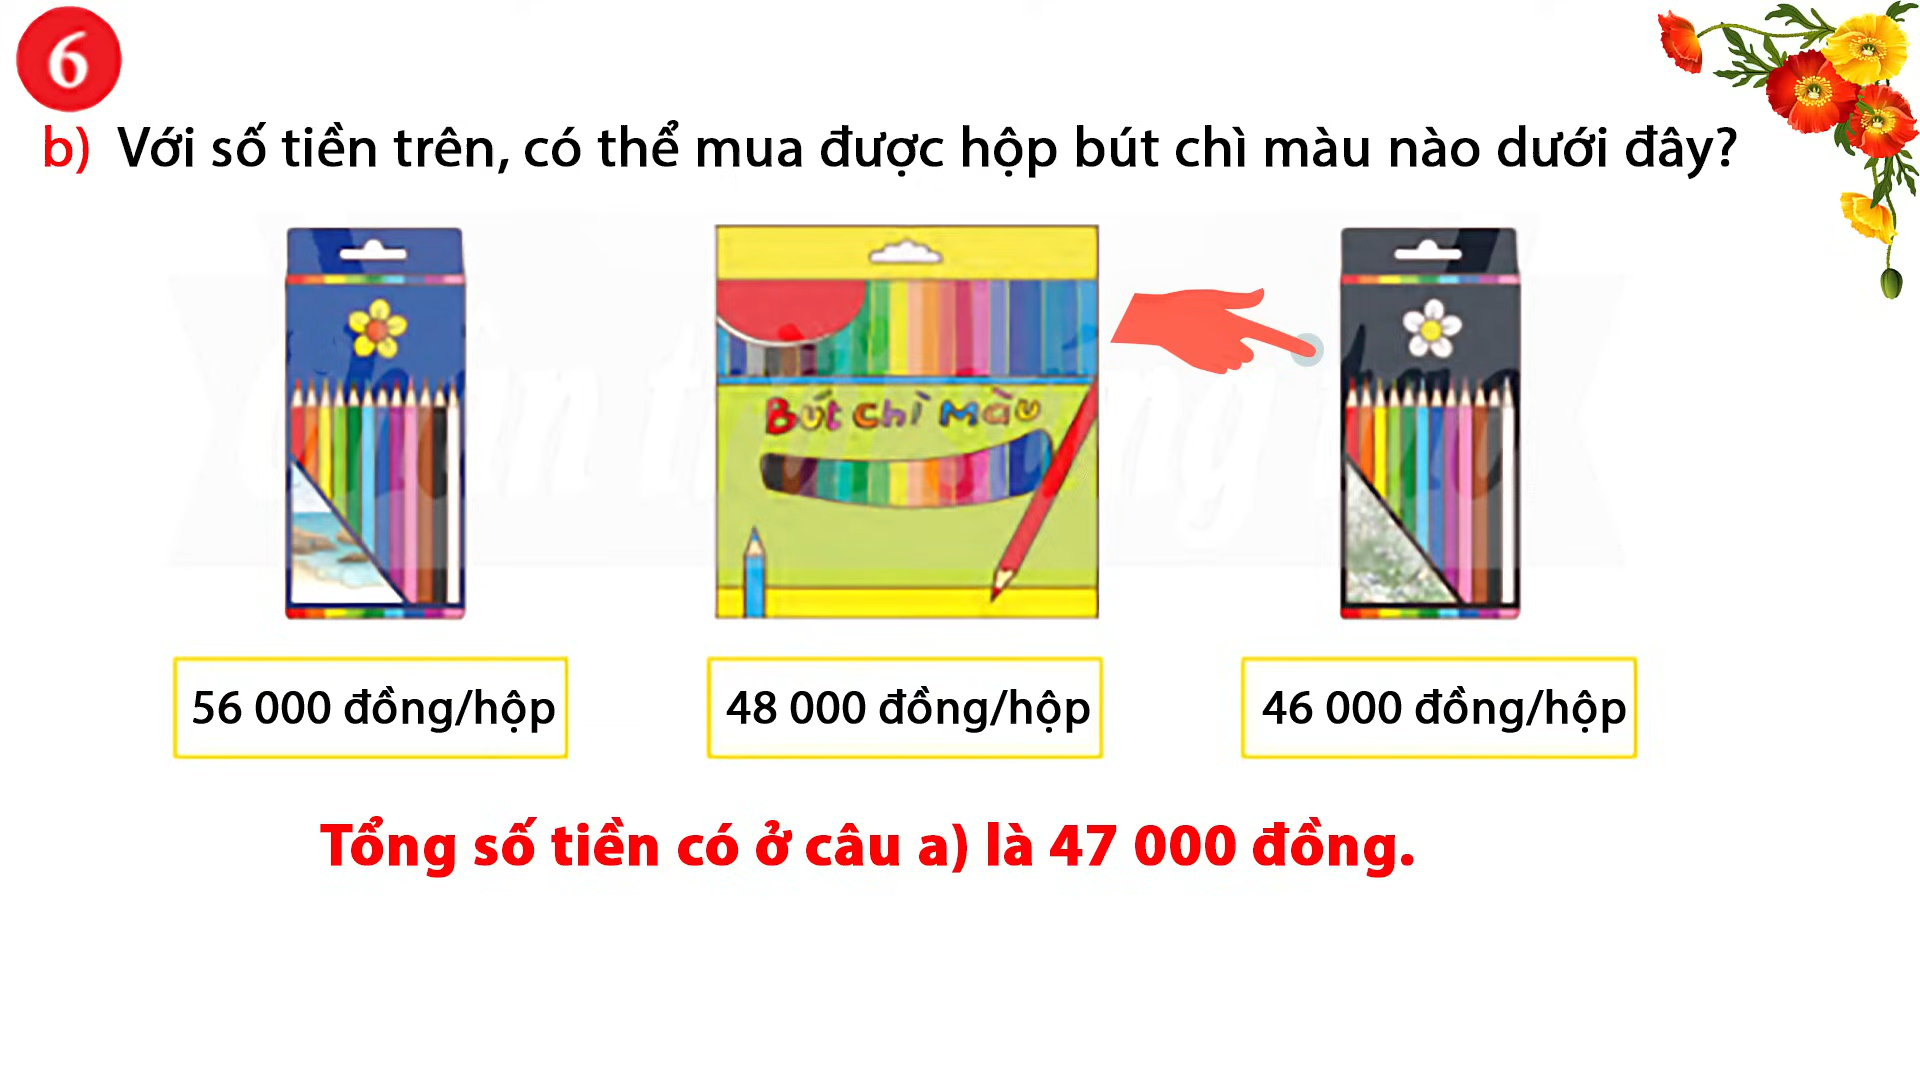 6
b) Với số tiền trên, có thể mua được hộp bút chì màu nào dưới đây?
Bút chì màu
56 000 đồng/hộp
48 000 đồng/hộp
46 000 đồng/hộp
Tổng số tiền có ở câu a) là 47 000 đồng.